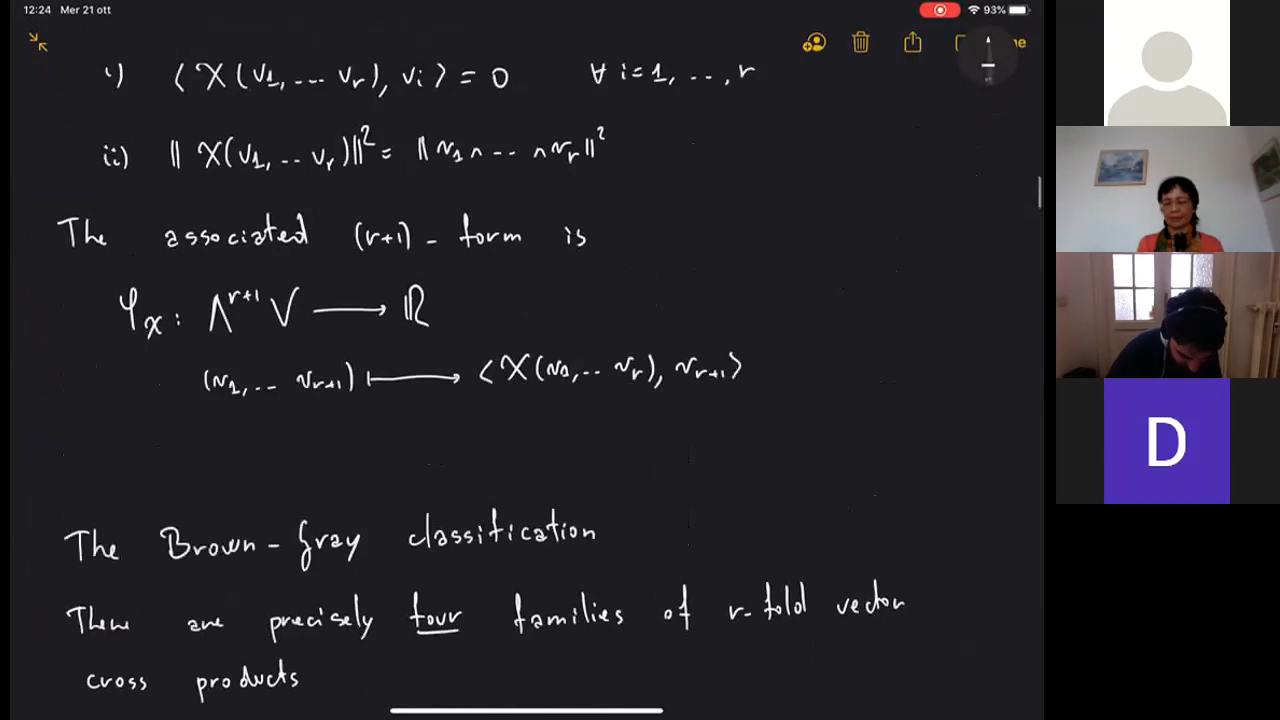 12:24 Mer 21 ott
93%
i) ⟨ X(v1, ... vr), vi ⟩ = 0 ∀ i = 1, ..., r
ii) ‖ X(v1, ... vr)‖² = ‖ v1 ∧ ... ∧ vr ‖²
The associated (r+1) - form is
φ_X : Λ^{r+1} V ⟶ ℝ
(v1, ... vr+1) ⟼ ⟨ X(v1, ... vr), vr+1 ⟩
The Brown - Gray classification
There are precisely four families of r-fold vector
cross products
D